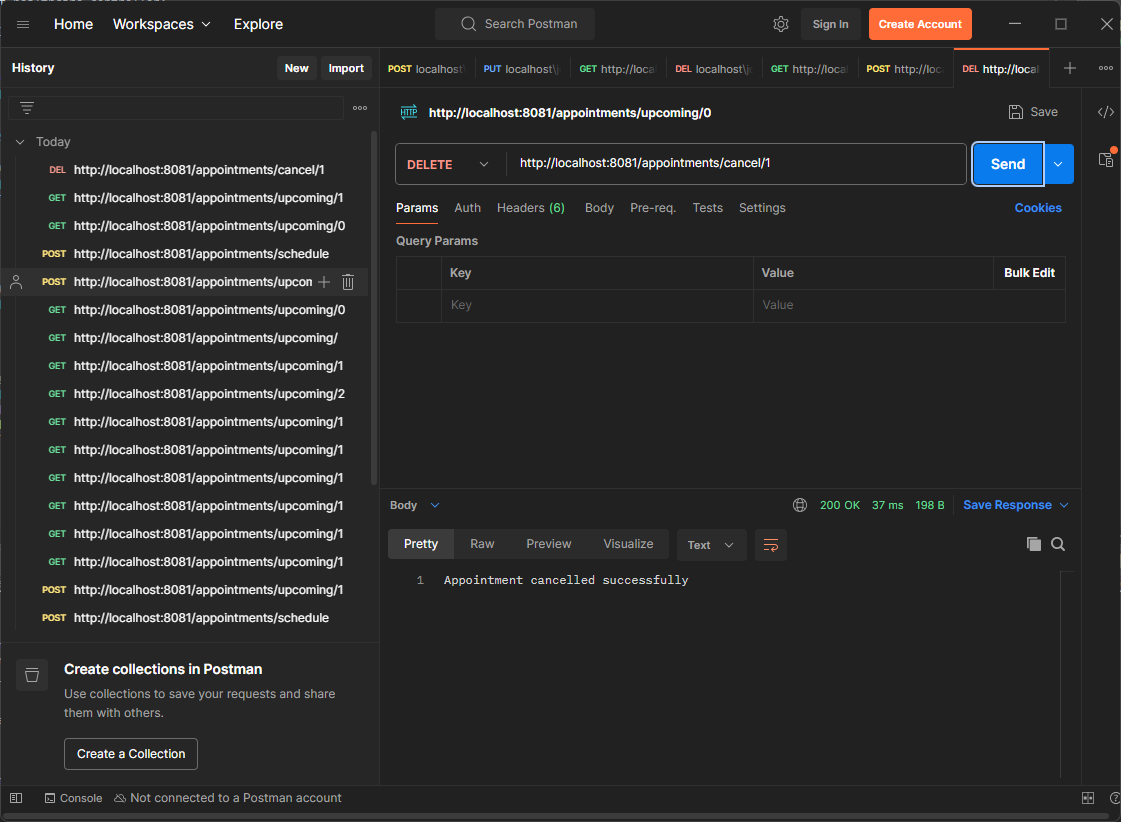 Home Workspaces Explore Search Postman Sign In Create Account
History New Import
POST localhost\ PUT localhost\j GET http://local DEL localhost\j GET http://local POST http://loc DEL http://local
HTTP http://localhost:8081/appointments/upcoming/0 Save
DELETE http://localhost:8081/appointments/cancel/1 Send
Params Auth Headers (6) Body Pre-req. Tests Settings Cookies
Query Params
Key Value Bulk Edit
Key Value
Today
DEL http://localhost:8081/appointments/cancel/1
GET http://localhost:8081/appointments/upcoming/1
GET http://localhost:8081/appointments/upcoming/0
POST http://localhost:8081/appointments/schedule
POST http://localhost:8081/appointments/upcon
GET http://localhost:8081/appointments/upcoming/0
GET http://localhost:8081/appointments/upcoming/
GET http://localhost:8081/appointments/upcoming/1
GET http://localhost:8081/appointments/upcoming/2
GET http://localhost:8081/appointments/upcoming/1
GET http://localhost:8081/appointments/upcoming/1
GET http://localhost:8081/appointments/upcoming/1
GET http://localhost:8081/appointments/upcoming/1
GET http://localhost:8081/appointments/upcoming/1
GET http://localhost:8081/appointments/upcoming/1
POST http://localhost:8081/appointments/upcoming/1
POST http://localhost:8081/appointments/schedule
Body 200 OK 37 ms 198 B Save Response
Pretty Raw Preview Visualize Text
1 Appointment cancelled successfully
Create collections in Postman
Use collections to save your requests and share
them with others.
Create a Collection
Console Not connected to a Postman account